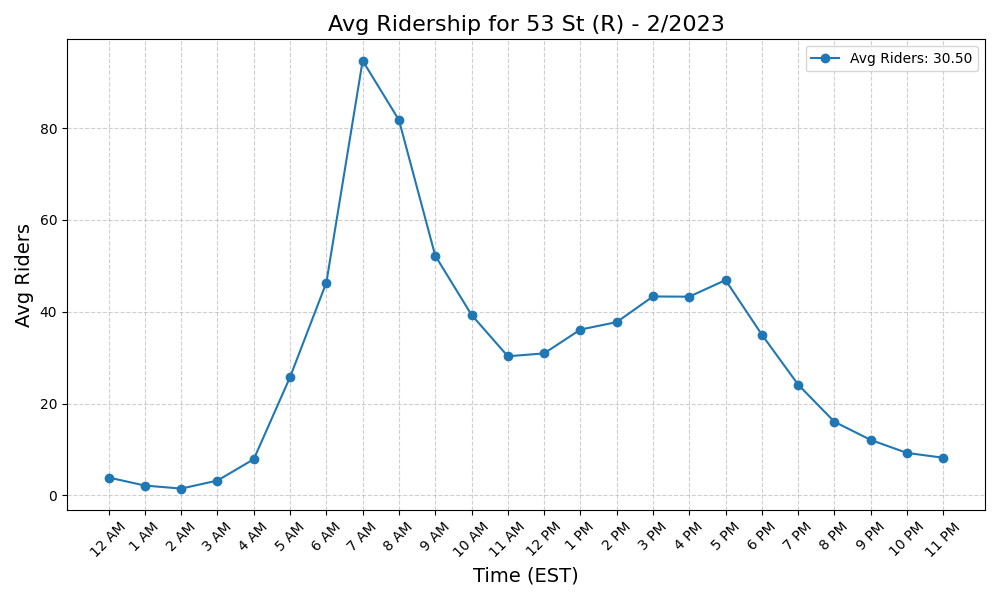 Avg Ridership for 53 St (R) - 2/2023
Avg Riders: 30.50
Avg Riders
80
60
40
20
0
12 AM
1 AM
2 AM
3 AM
4 AM
5 AM
6 AM
7 AM
8 AM
9 AM
10 AM
11 AM
12 PM
1 PM
2 PM
3 PM
4 PM
5 PM
6 PM
7 PM
8 PM
9 PM
10 PM
11 PM
Time (EST)